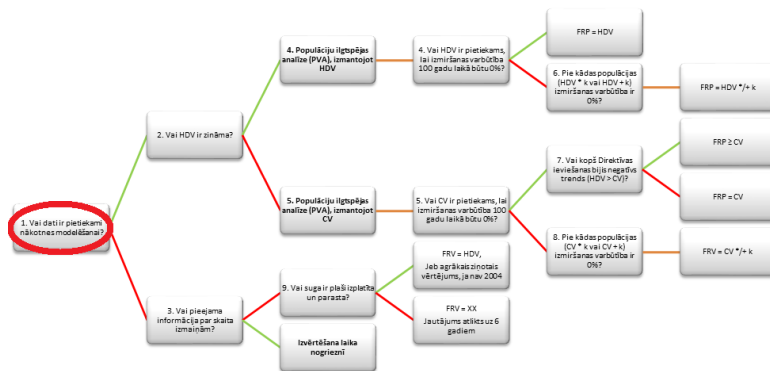 1. Vai dati ir pietiekami
nākotnes modelēšanai?
2. Vai HDV ir zināma?
3. Vai pieejama
informācija par skaita
izmaiņām?
4. Populāciju ilgtspējas
analīze (PVA), izmantojot
HDV
4. Vai HDV ir pietiekams,
lai izmiršanas varbūtība
100 gadu laikā būtu 0%?
FRP = HDV
6. Pie kādas populācijas
(HDV * k vai HDV + k)
izmiršanas varbūtība ir
0%?
FRP = HDV */+ k
5. Populāciju ilgtspējas
analīze (PVA), izmantojot
CV
5. Vai CV ir pietiekams, lai
izmiršanas varbūtība 100
gadu laikā būtu 0%?
7. Vai kopš Direktīvas
ieviešanas bijis negatīvs
trends (HDV > CV)?
FRP ≥ CV
FRP = CV
8. Pie kādas populācijas
(CV * k vai CV + k)
izmiršanas varbūtība ir
0%?
FRV = CV */+ k
9. Vai suga ir plaši izplatīta
un parasta?
FRV = HDV,
Jeb agrākais ziņotais
vērtējums, ja nav 2004
FRV = XX
Jautājums atlikts uz 6
gadiem
Izvērtēšana laika
nogrieznī